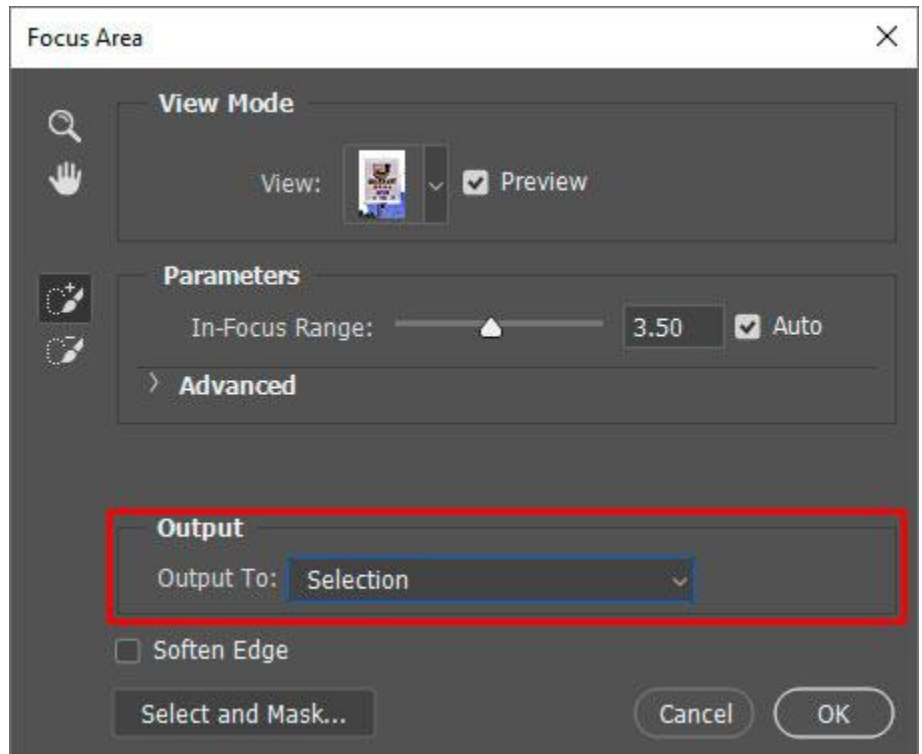 Focus Area
View Mode
View:
Preview
Parameters
In-Focus Range:
3.50
Auto
Advanced
Output
Output To:
Selection
Soften Edge
Select and Mask...
Cancel
OK